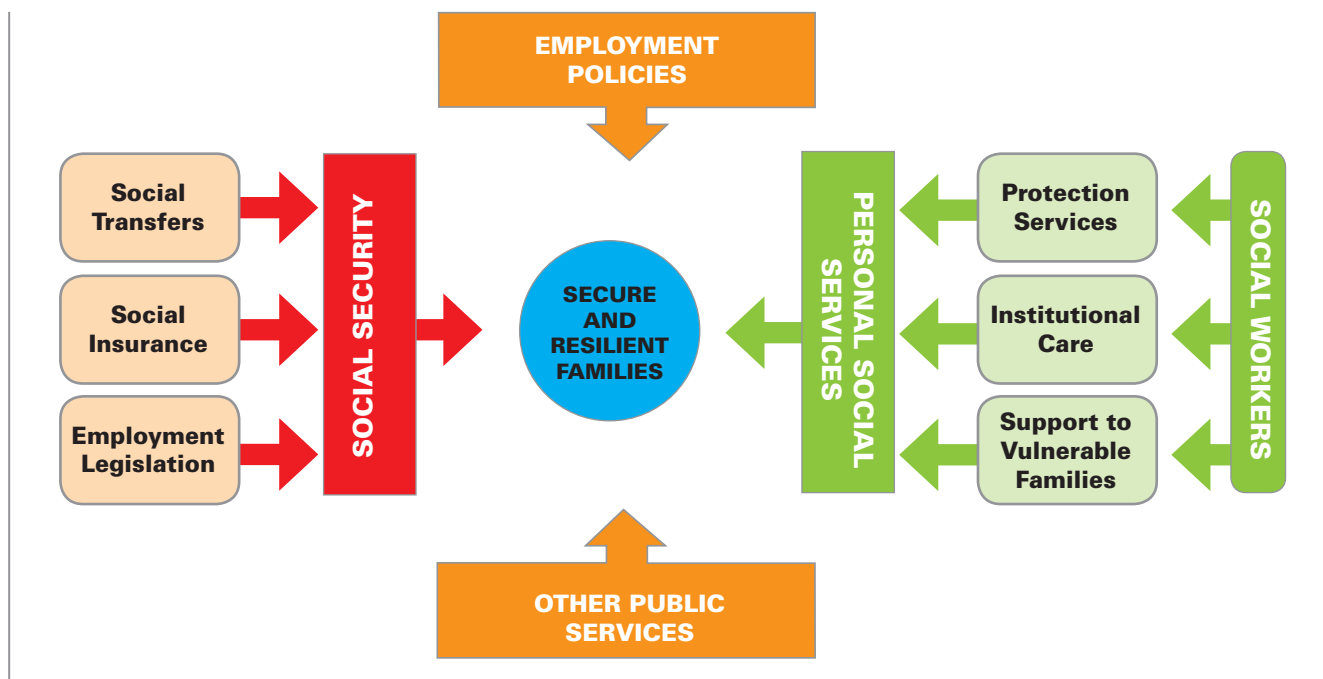 EMPLOYMENT
POLICIES
Social
Transfers
Social
Insurance
Employment
Legislation
SOCIAL SECURITY
SECURE
AND
RESILIENT
FAMILIES
PERSONAL SOCIAL
SERVICES
Protection
Services
Institutional
Care
Support to
Vulnerable
Families
SOCIAL WORKERS
OTHER PUBLIC
SERVICES